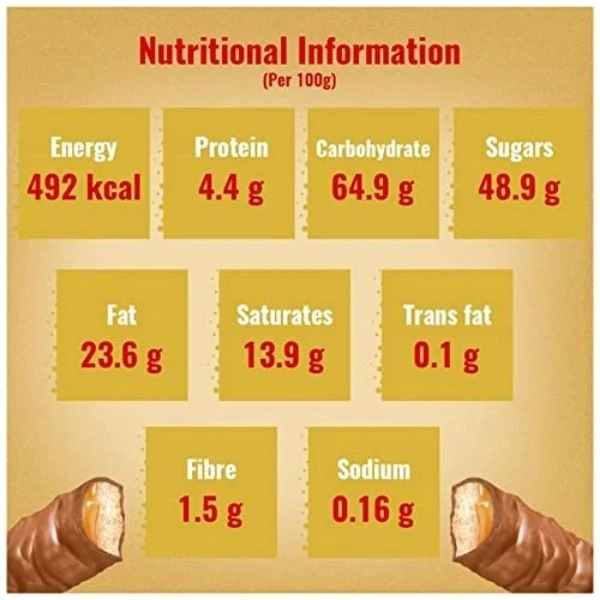 Nutritional Information
(Per 100g)
Energy
492 kcal
Protein
4.4 g
Carbohydrate
64.9 g
Sugars
48.9 g
Fat
23.6 g
Saturates
13.9 g
Trans fat
0.1 g
Fibre
1.5 g
Sodium
0.16 g